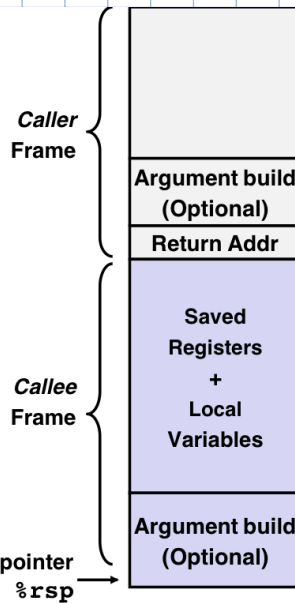 Caller
Frame
Argument build
(Optional)
Return Addr
Saved
Registers
+
Local
Variables
Callee
Frame
Argument build
(Optional)
pointer
%rsp